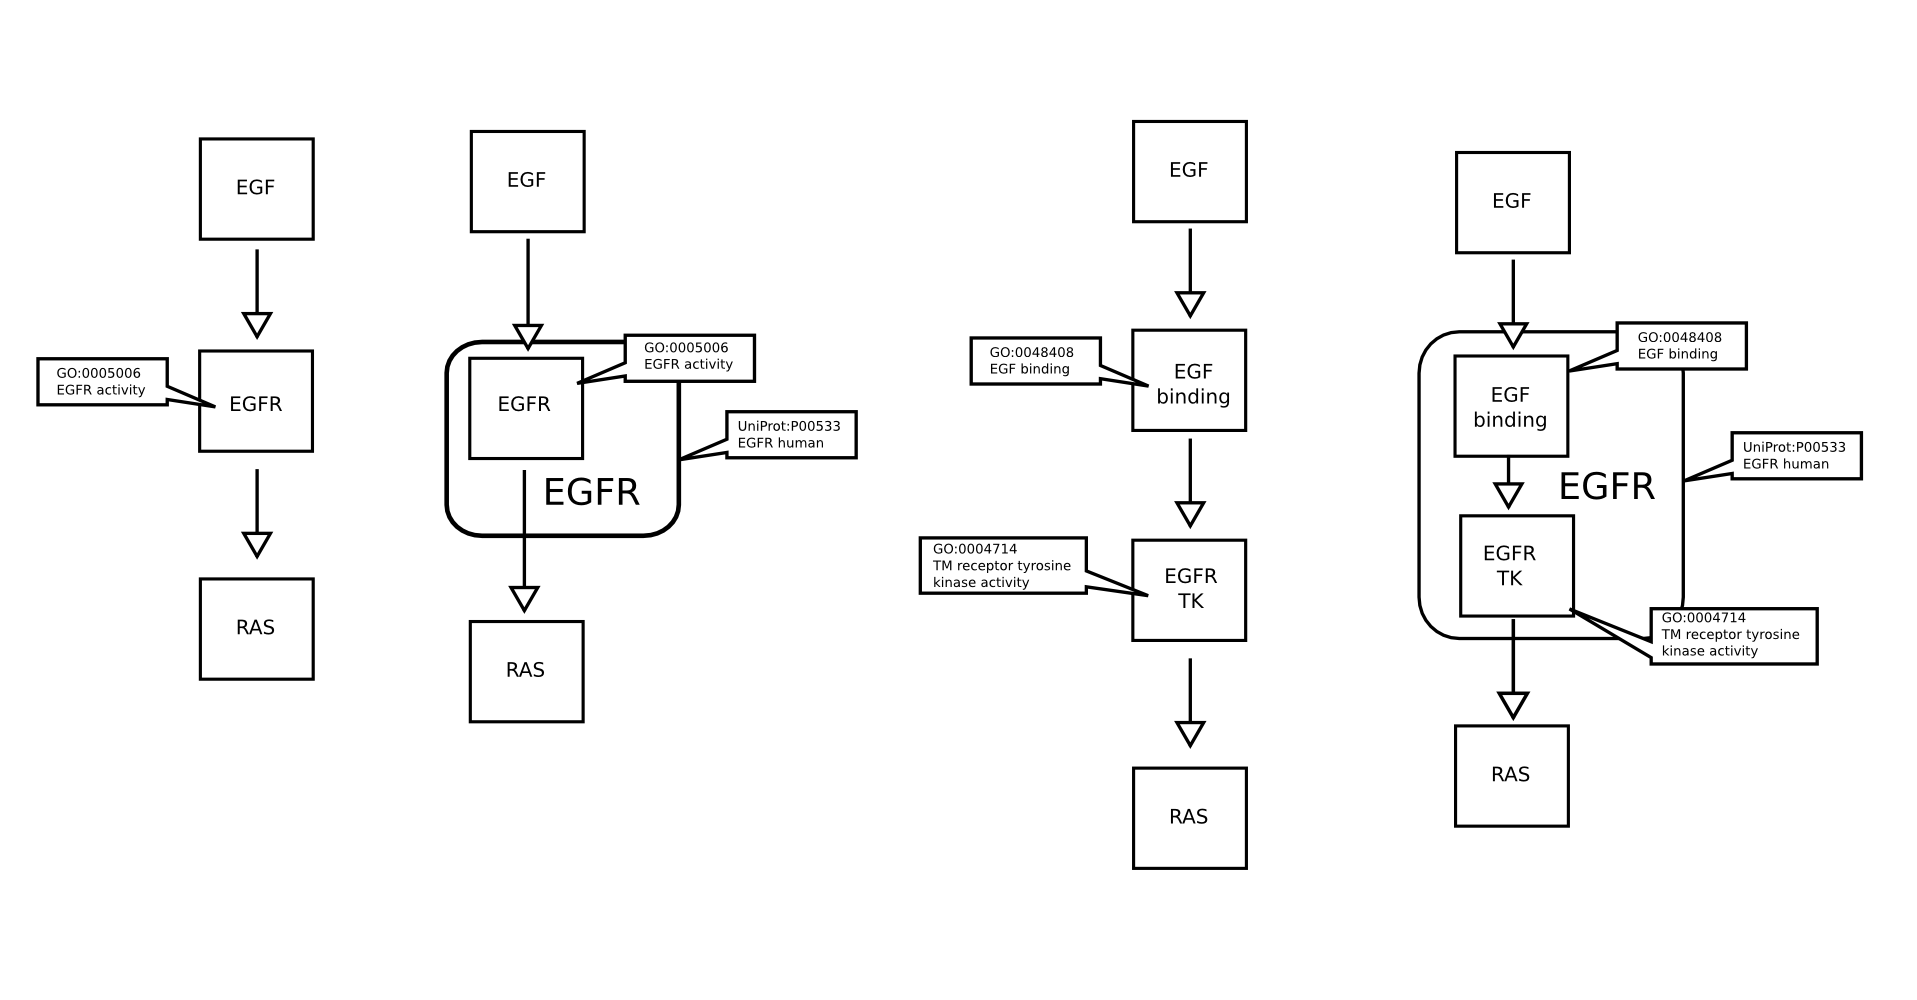 EGF
GO:0005006
EGFR activity
EGFR
RAS
EGF
GO:0005006
EGFR activity
EGFR
UniProt:P00533
EGFR human
EGFR
RAS
EGF
GO:0048408
EGF binding
EGF
binding
GO:0004714
TM receptor tyrosine
kinase activity
EGFR
TK
RAS
EGF
GO:0048408
EGF binding
EGF
binding
UniProt:P00533
EGFR human
EGFR
EGFR
TK
GO:0004714
TM receptor tyrosine
kinase activity
RAS